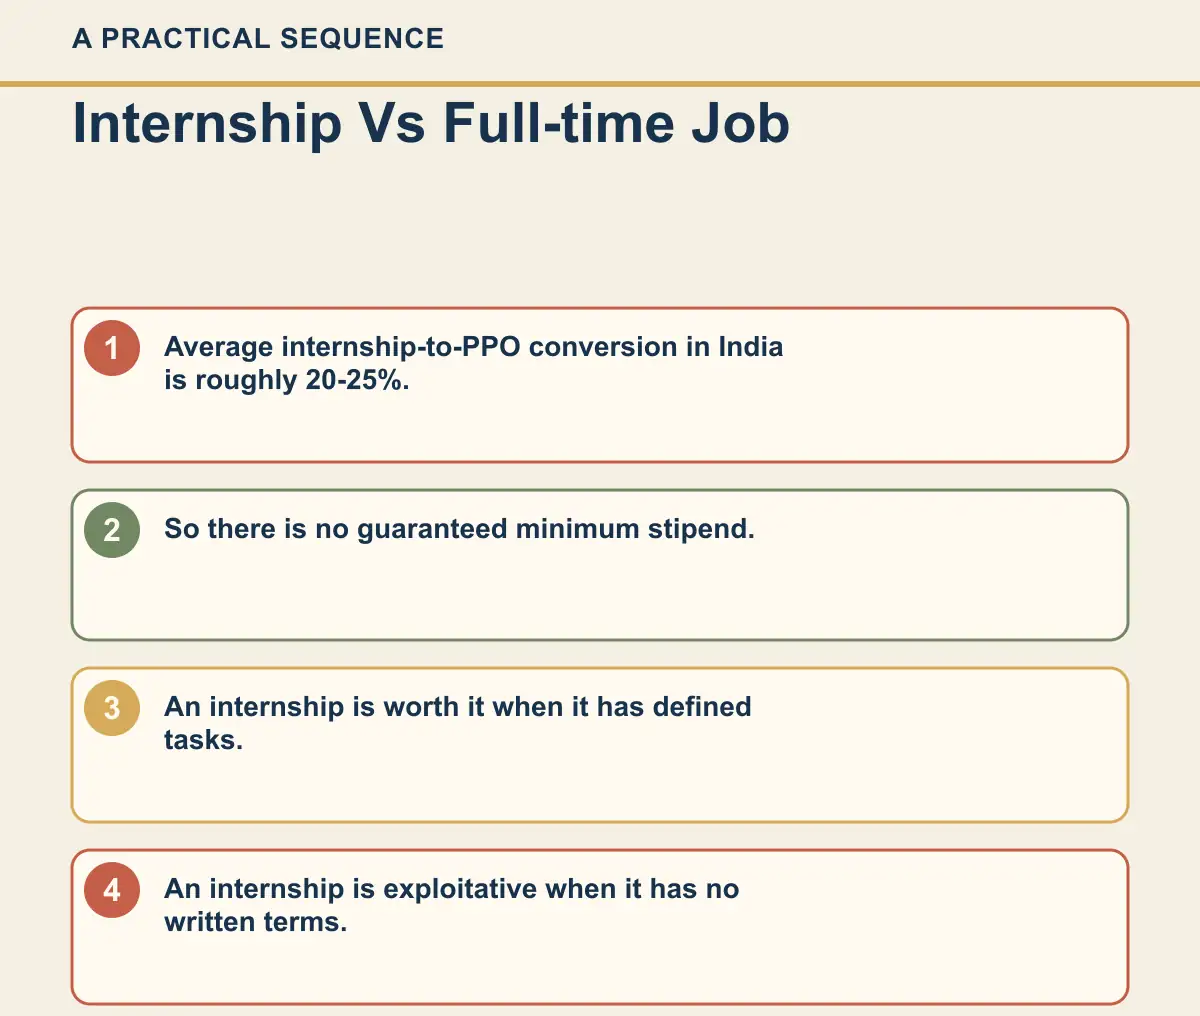 A PRACTICAL SEQUENCE
Internship Vs Full-time Job
1
Average internship-to-PPO conversion in India
is roughly 20-25%.
2
So there is no guaranteed minimum stipend.
3
An internship is worth it when it has defined
tasks.
4
An internship is exploitative when it has no
written terms.